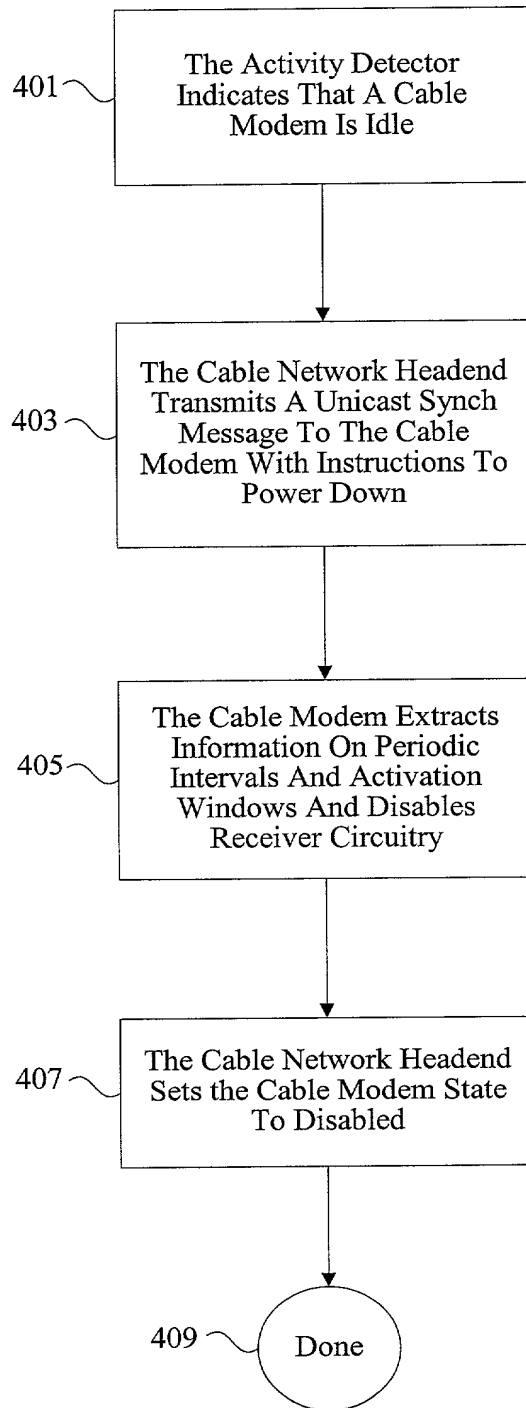 401
The Activity Detector
Indicates That A Cable
Modem Is Idle
403
The Cable Network Headend
Transmits A Unicast Synch
Message To The Cable
Modem With Instructions To
Power Down
405
The Cable Modem Extracts
Information On Periodic
Intervals And Activation
Windows And Disables
Receiver Circuitry
407
The Cable Network Headend
Sets the Cable Modem State
To Disabled
409
Done